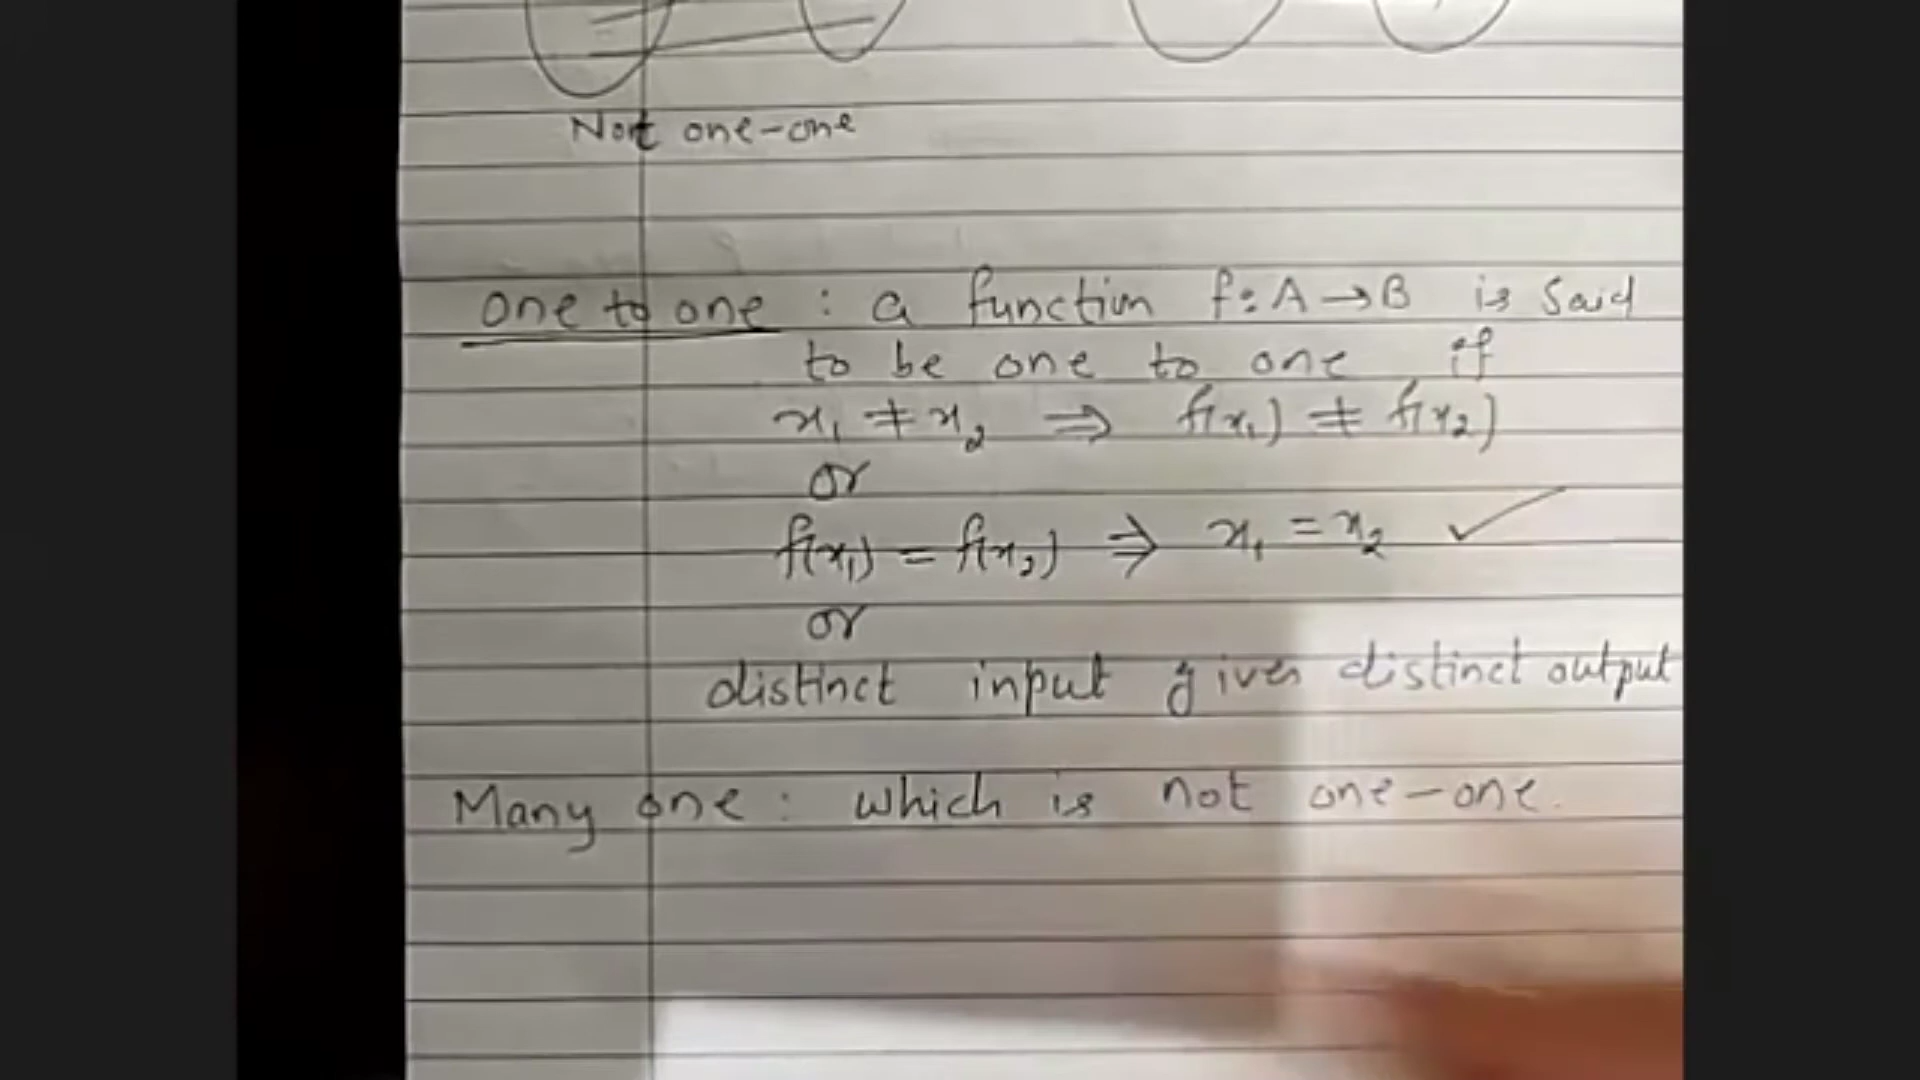 Not one-one
one to one : a function f: A → B is said
to be one to one if
x₁ ≠ x₂ ⇒ f(x₁) ≠ f(x₂)
or
f(x₁) = f(x₂) ⇒ x₁ = x₂ ✓
or
distinct input gives distinct output
Many one : which is not one-one.